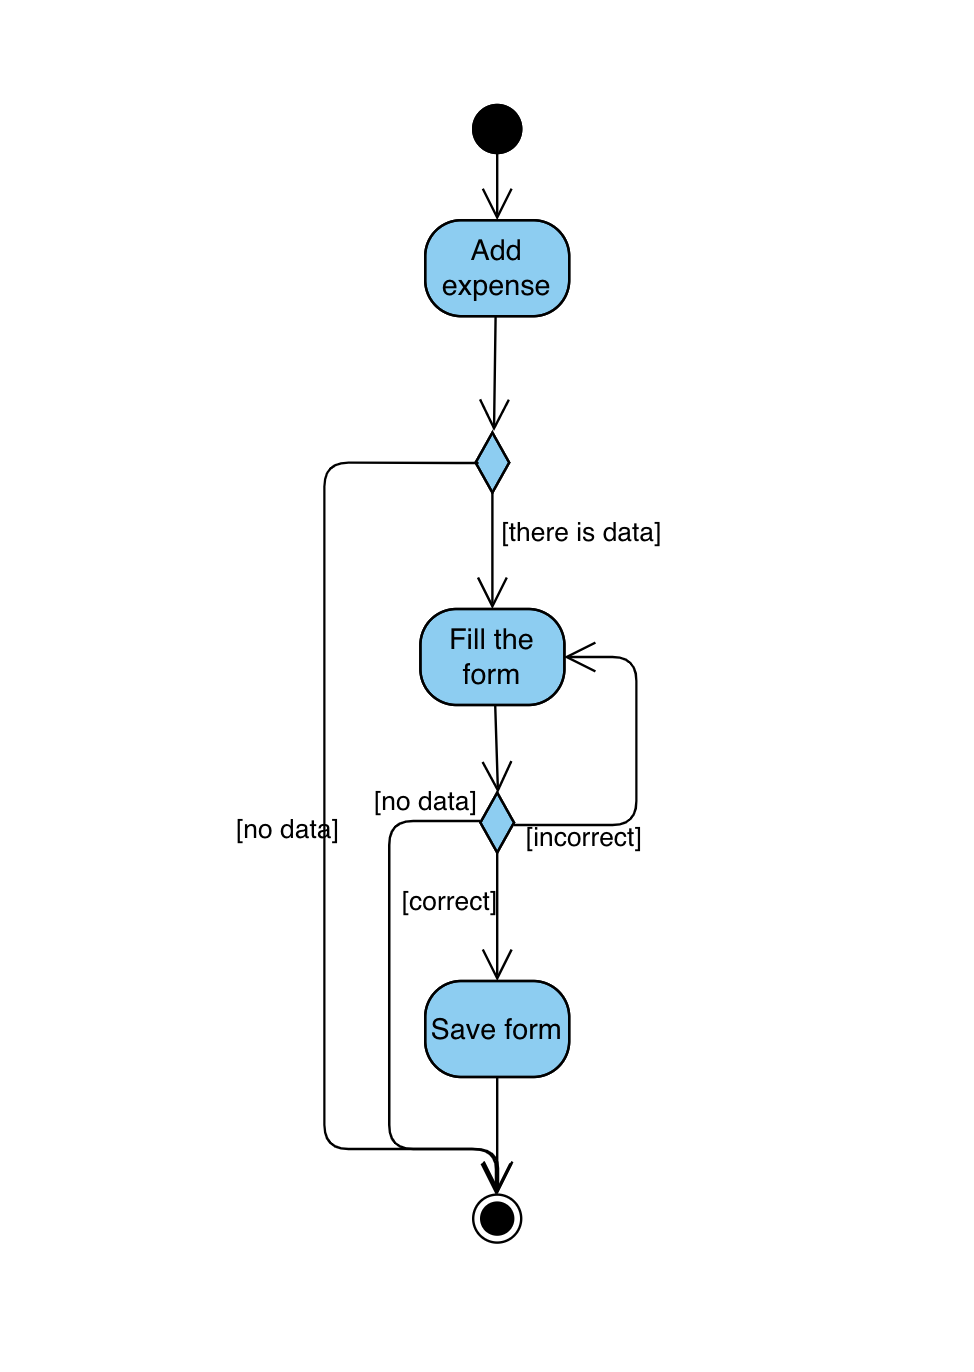 Add
expense
[there is data]
Fill the
form
[no data]
[no data]
[incorrect]
[correct]
Save form